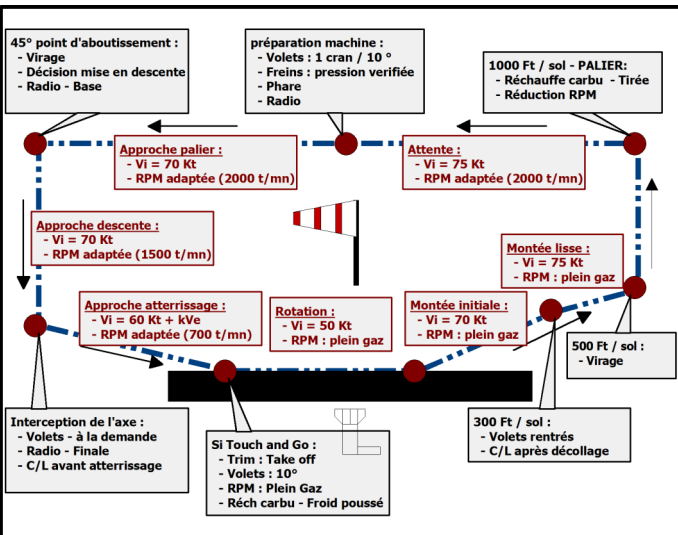 45° point d'aboutissement :
- Virage
- Décision mise en descente
- Radio - Base
préparation machine :
- Volets : 1 cran / 10 °
- Freins : pression verifiée
- Phare
- Radio
1000 Ft / sol - PALIER:
- Réchauffe carbu - Tirée
- Réduction RPM
Approche palier :
- Vi = 70 Kt
- RPM adaptée (2000 t/mn)
Attente :
- Vi = 75 Kt
- RPM adaptée (2000 t/mn)
Approche descente :
- Vi = 70 Kt
- RPM adaptée (1500 t/mn)
Montée lisse :
- Vi = 75 Kt
- RPM : plein gaz
Approche atterrissage :
- Vi = 60 Kt + kVe
- RPM adaptée (700 t/mn)
Rotation :
- Vi = 50 Kt
- RPM : plein gaz
Montée initiale :
- Vi = 70 Kt
- RPM : plein gaz
500 Ft / sol :
- Virage
Interception de l'axe :
- Volets - à la demande
- Radio - Finale
- C/L avant atterrissage
Si Touch and Go :
- Trim : Take off
- Volets : 10°
- RPM : Plein Gaz
- Réch carbu - Froid poussé
300 Ft / sol :
- Volets rentrés
- C/L après décollage